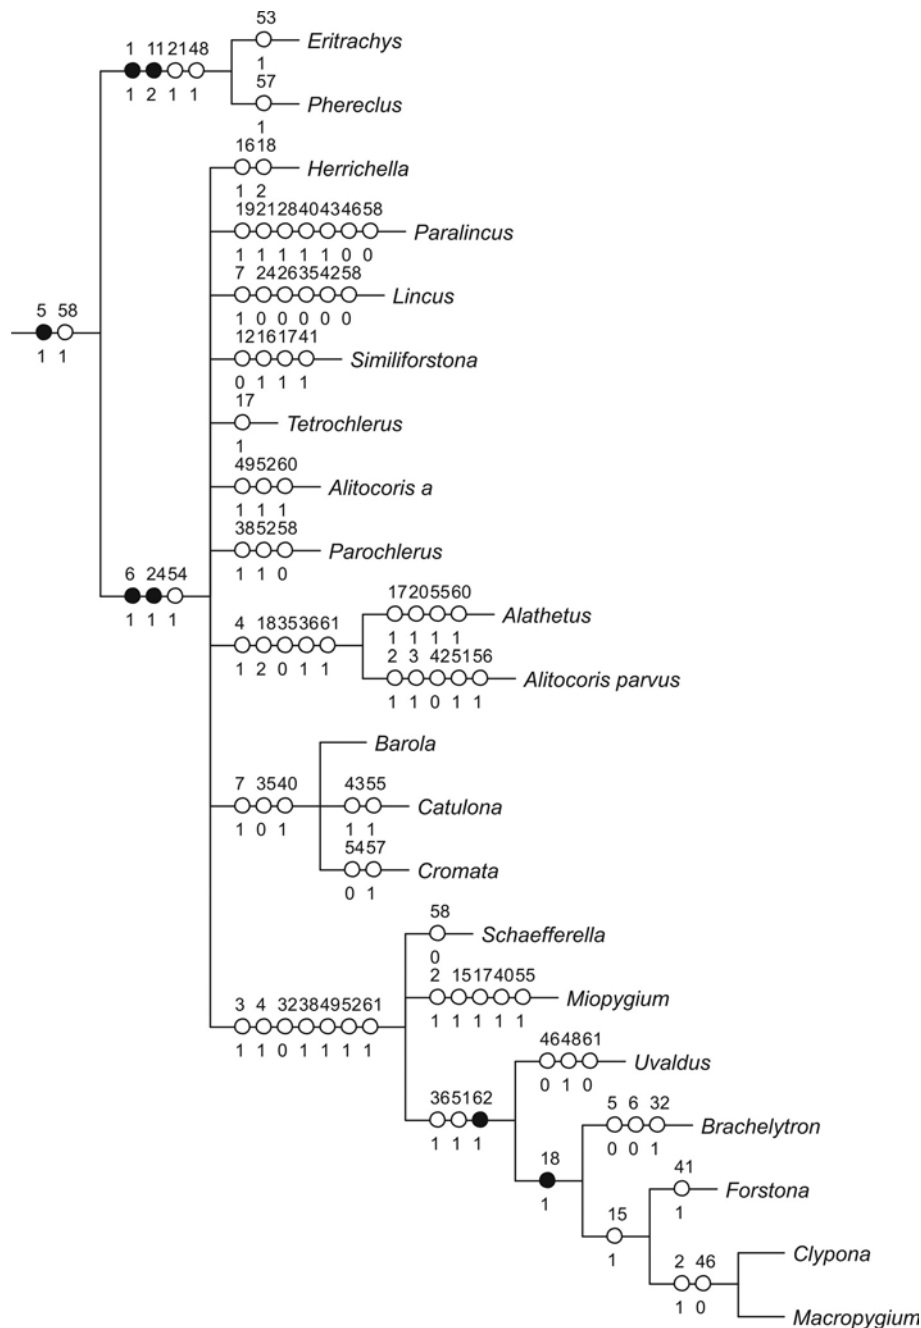 53
Eritrachys
1 11 21 48
1
1 2 1 1
57
Phereclus
1
16 18
Herrichella
1 2
19 21 28 40 43 46 58
Paralincus
1 1 1 1 1 0 0
7 24 26 35 42 58
Lincus
1 0 0 0 0 0
5 58
1 1
12 16 17 41
Similiforstona
0 1 1 1
17
Tetrochlerus
1
49 52 60
Alitocoris a
1 1 1
38 52 58
Parochlerus
1 1 0
6 24 54
1 1 1
17 20 55 60
Alathetus
1 1 1 1
4 18 35 36 61
1 2 0 1 1
2 3 42 51 56
Alitocoris parvus
1 1 0 1 1
Barola
7 35 40
1 0 1
43 55
Catulona
1 1
54 57
Cromata
0 1
58
Schaefferella
0
2 15 17 40 55
Miopygium
1 1 1 1 1
3 4 32 38 49 52 61
1 1 0 1 1 1 1
46 48 61
Uvaldus
0 1 0
36 51 62
1 1 1
5 6 32
Brachelytron
0 0 1
18
1
41
Forstona
1
15
1
2 46
Clypona
1 0
Macropygium